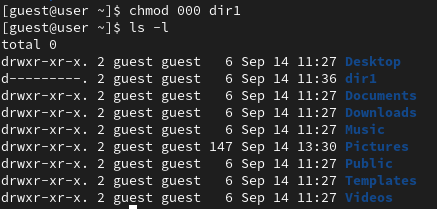 [guest@user ~]$ chmod 000 dir1
[guest@user ~]$ ls -l
total 0
drwxr-xr-x. 2 guest guest   6 Sep 14 11:27 Desktop
d---------. 2 guest guest   6 Sep 14 11:36 dir1
drwxr-xr-x. 2 guest guest   6 Sep 14 11:27 Documents
drwxr-xr-x. 2 guest guest   6 Sep 14 11:27 Downloads
drwxr-xr-x. 2 guest guest   6 Sep 14 11:27 Music
drwxr-xr-x. 2 guest guest 147 Sep 14 13:30 Pictures
drwxr-xr-x. 2 guest guest   6 Sep 14 11:27 Public
drwxr-xr-x. 2 guest guest   6 Sep 14 11:27 Templates
drwxr-xr-x. 2 guest guest   6 Sep 14 11:27 Videos